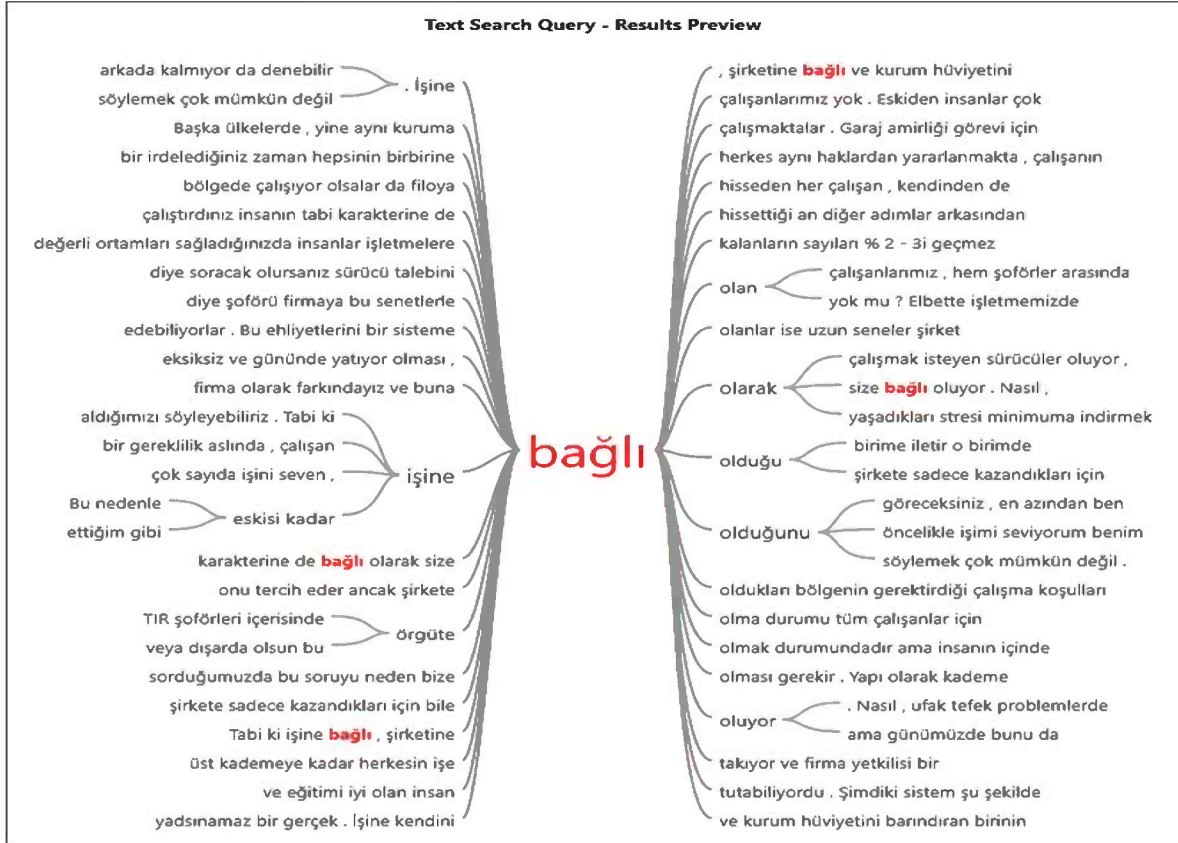 Text Search Query - Results Preview
arkada kalmıyor da denebilir
söylemek çok mümkün değil
. İşine
Başka ülkelerde , yine aynı kuruma
bir irdelediğiniz zaman hepsinin birbirine
bölgede çalışıyor olsalar da filoya
çalıştırdınız insanın tabi karakterine de
değerli ortamları sağladığınızda insanlar işletmelere
diye soracak olursanız sürücü talebini
diye şoförü firmaya bu senetlerle
edebiliyorlar . Bu ehliyetlerini bir sisteme
eksiksiz ve gününde yatıyor olması ,
firma olarak farkındayız ve buna
aldığımızı söyleyebiliriz . Tabi ki
bir gereklilik aslında , çalışan
çok sayıda işini seven ,
Bu nedenle
ettiğim gibi
eskisi kadar
işine
karakterine de bağlı olarak size
onu tercih eder ancak şirkete
TIR şoförleri içerisinde
veya dışarda olsun bu
örgüte
sorduğumuzda bu soruyu neden bize
şirkete sadece kazandıkları için bile
Tabi ki işine bağlı , şirketine
üst kademeye kadar herkesin işe
ve eğitimi iyi olan insan
yadsınamaz bir gerçek . İşine kendini
bağlı
, şirketine bağlı ve kurum hüviyetini
çalışanlarımız yok . Eskiden insanlar çok
çalışmaktalar . Garaj amirliği görevi için
herkes aynı haklardan yararlanmakta , çalışanın
hisseden her çalışan , kendinden de
hissettiği an diğer adımlar arkasından
kalanların sayıları % 2 - 3i geçmez
olan
çalışanlarımız , hem şoförler arasında
yok mu ? Elbette işletmemizde
olanlar ise uzun seneler şirket
olarak
çalışmak isteyen sürücüler oluyor ,
size bağlı oluyor . Nasıl ,
yaşadıkları stresi minimuma indirmek
olduğu
birime iletir o birimde
şirkete sadece kazandıkları için
olduğunu
göreceksiniz , en azından ben
öncelikle işimi seviyorum benim
söylemek çok mümkün değil .
oldukları bölgenin gerektirdiği çalışma koşulları
olma durumu tüm çalışanlar için
olmak durumundadır ama insanın içinde
olması gerekir . Yapı olarak kademe
oluyor
. Nasıl , ufak tefek problemlerde
ama günümüzde bunu da
takıyor ve firma yetkilisi bir
tutabiliyordu . Şimdiki sistem şu şekilde
ve kurum hüviyetini barındıran birinin